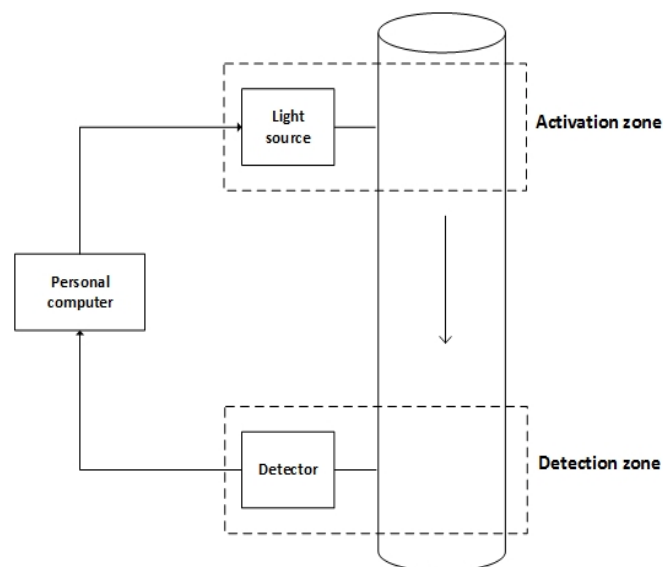 Light
source
Activation zone
Personal
computer
Detector
Detection zone